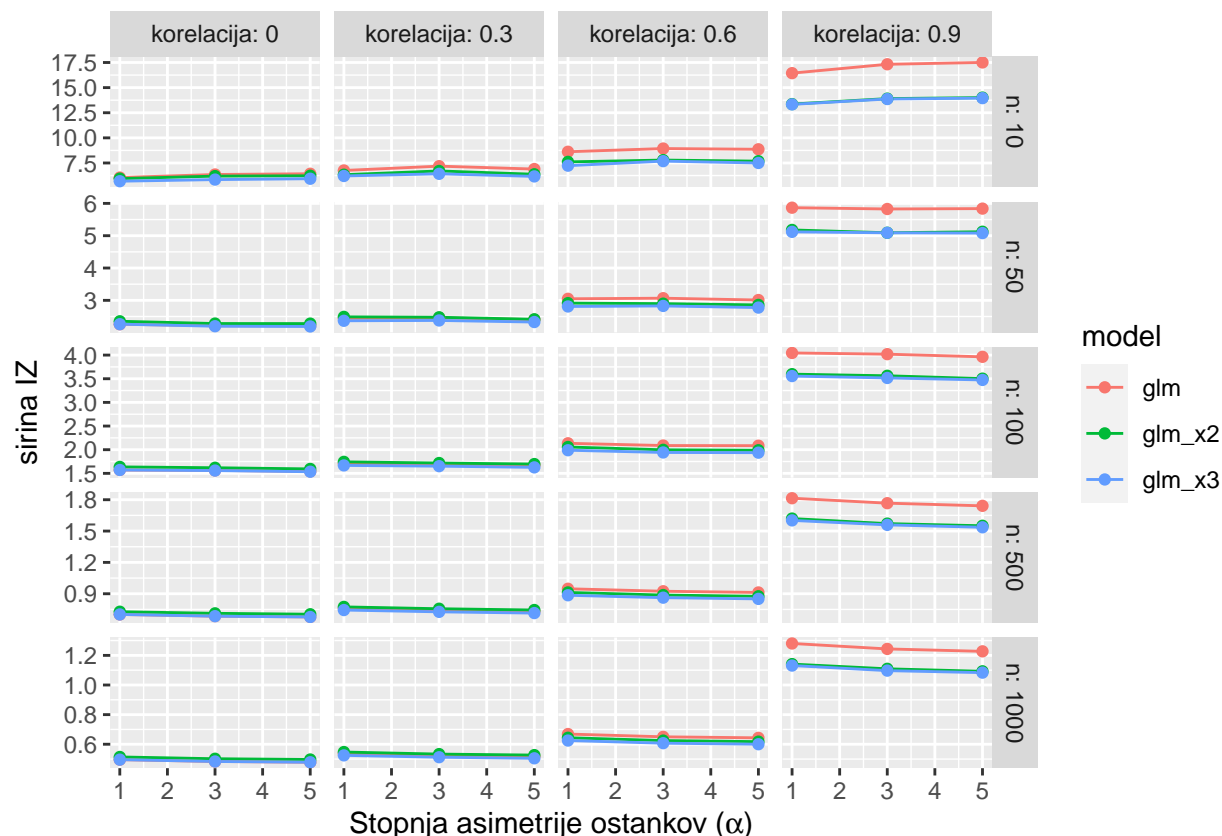 korelacija: 0 korelacija: 0.3 korelacija: 0.6 korelacija: 0.9
17.5
15.0
12.5
10.0
7.5
n: 10
6
5
4
3
n: 50
4.0
3.5
3.0
2.5
2.0
1.5
n: 100
1.8
1.5
1.2
0.9
n: 500
1.2
1.0
0.8
0.6
n: 1000
1 2 3 4 5 1 2 3 4 5 1 2 3 4 5 1 2 3 4 5
Stopnja asimetrije ostankov (α)
sirina IZ
model
glm
glm_x2
glm_x3